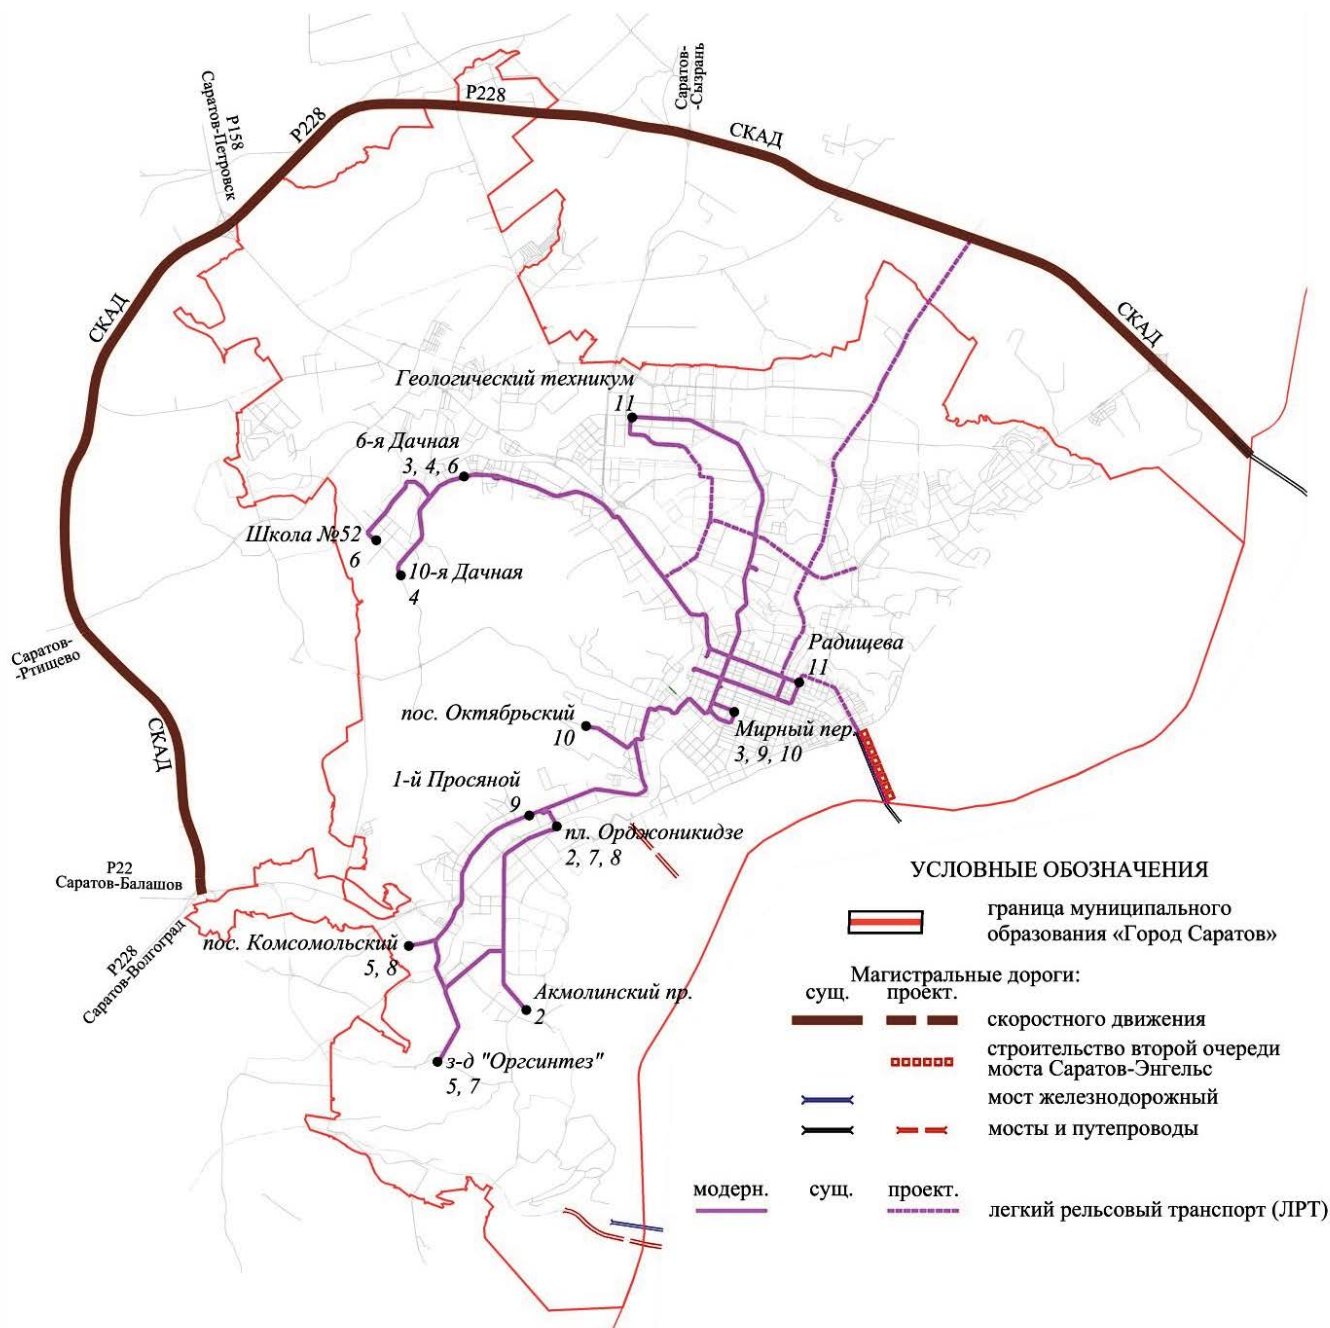 Р228
Саратов-
-Сызрань
Р158
Саратов-Петровск
Р228
СКАД
СКАД
СКАД
Геологический техникум
11
6-я Дачная
3, 4, 6
Школа №52
6
10-я Дачная
4
Саратов-
-Ртищево
Радищева
11
СКАД
пос. Октябрьский
10
Мирный пер.
3, 9, 10
1-й Просяной
9
пл. Орджоникидзе
2, 7, 8
Р22
Саратов-Балашов
Р228
Саратов-Волгоград
пос. Комсомольский
5, 8
Акмолинский пр.
2
з-д "Оргсинтез"
5, 7
УСЛОВНЫЕ ОБОЗНАЧЕНИЯ
граница муниципального
образования «Город Саратов»
Магистральные дороги:
сущ. проект.
скоростного движения
строительство второй очереди
моста Саратов-Энгельс
мост железнодорожный
мосты и путепроводы
модерн. сущ. проект.
легкий рельсовый транспорт (ЛРТ)